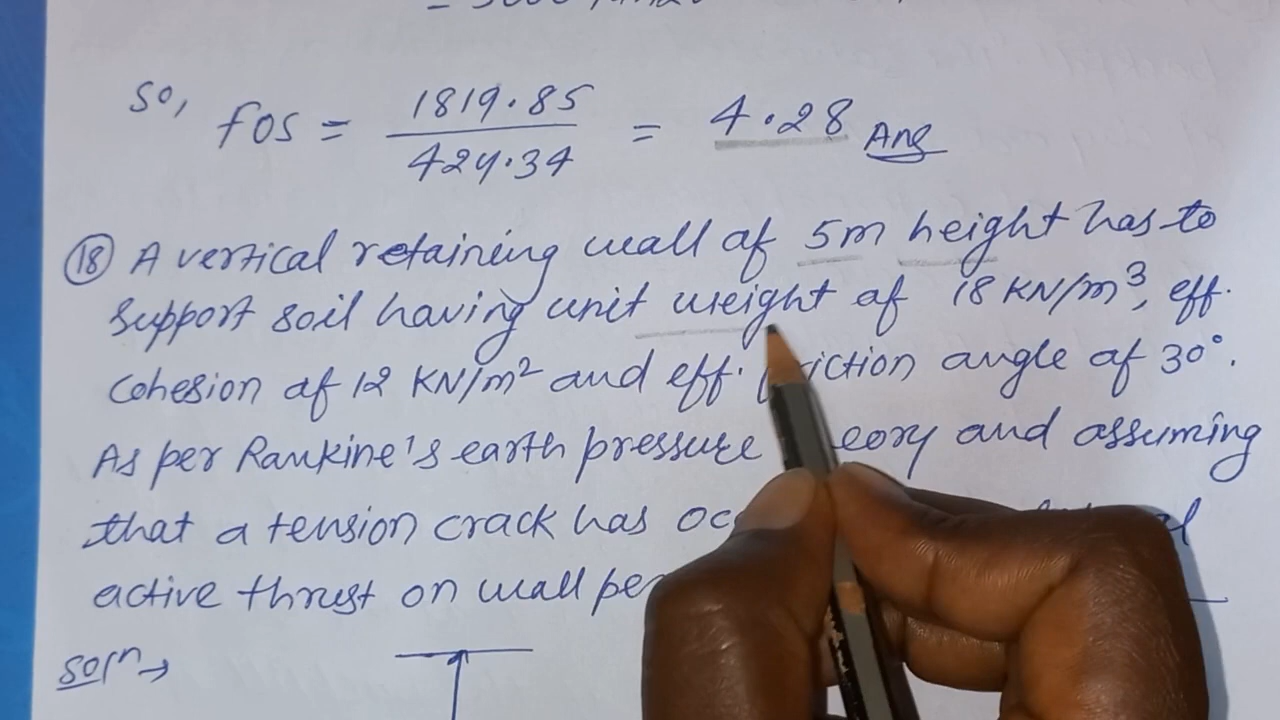 so, fos = 1819.85 / 424.34 = 4.28 Ans
(18) A vertical retaining wall of 5m height has to
support soil having unit weight of 18 KN/m³, eff.
Cohesion of 12 KN/m² and eff. friction angle of 30°.
As per Rankine's earth pressure theory and assuming
that a tension crack has
active thrust on wall per
Solⁿ →